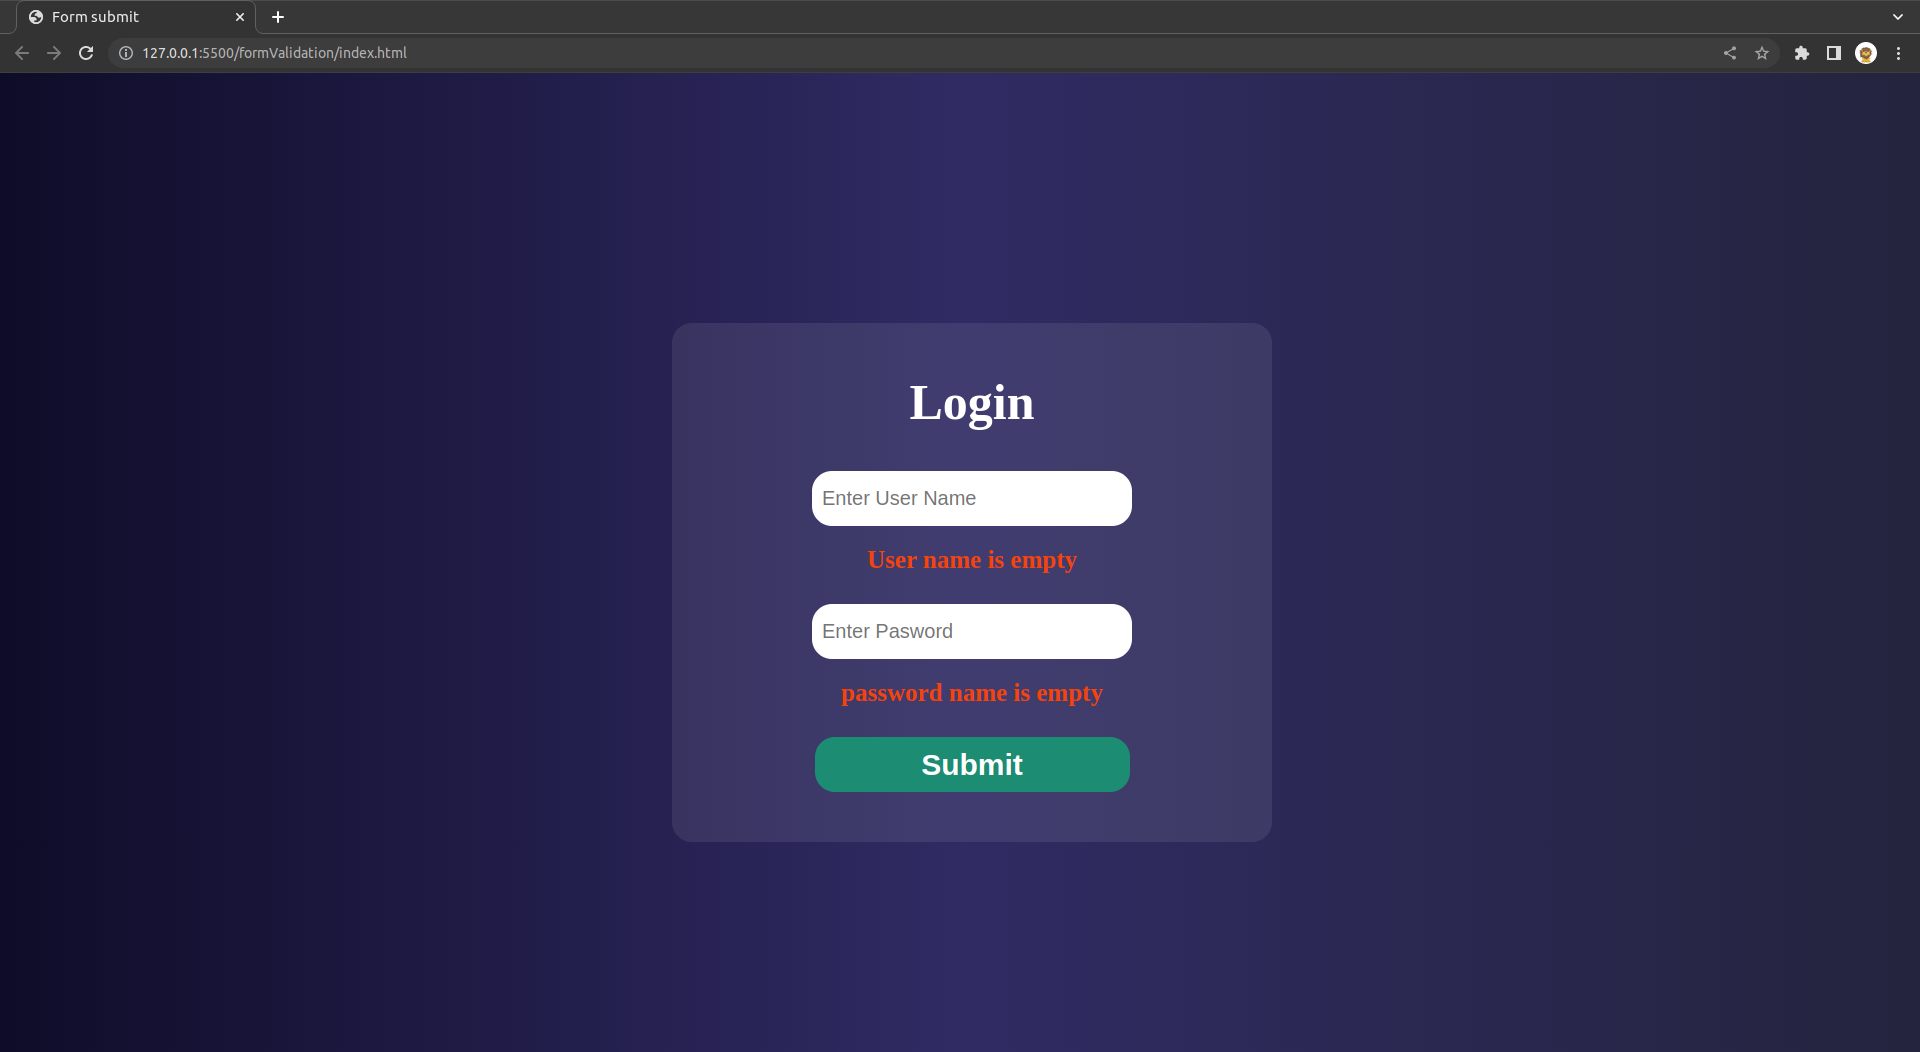 Form submit
127.0.0.1:5500/formValidation/index.html
Login
Enter User Name
User name is empty
Enter Pasword
password name is empty
Submit